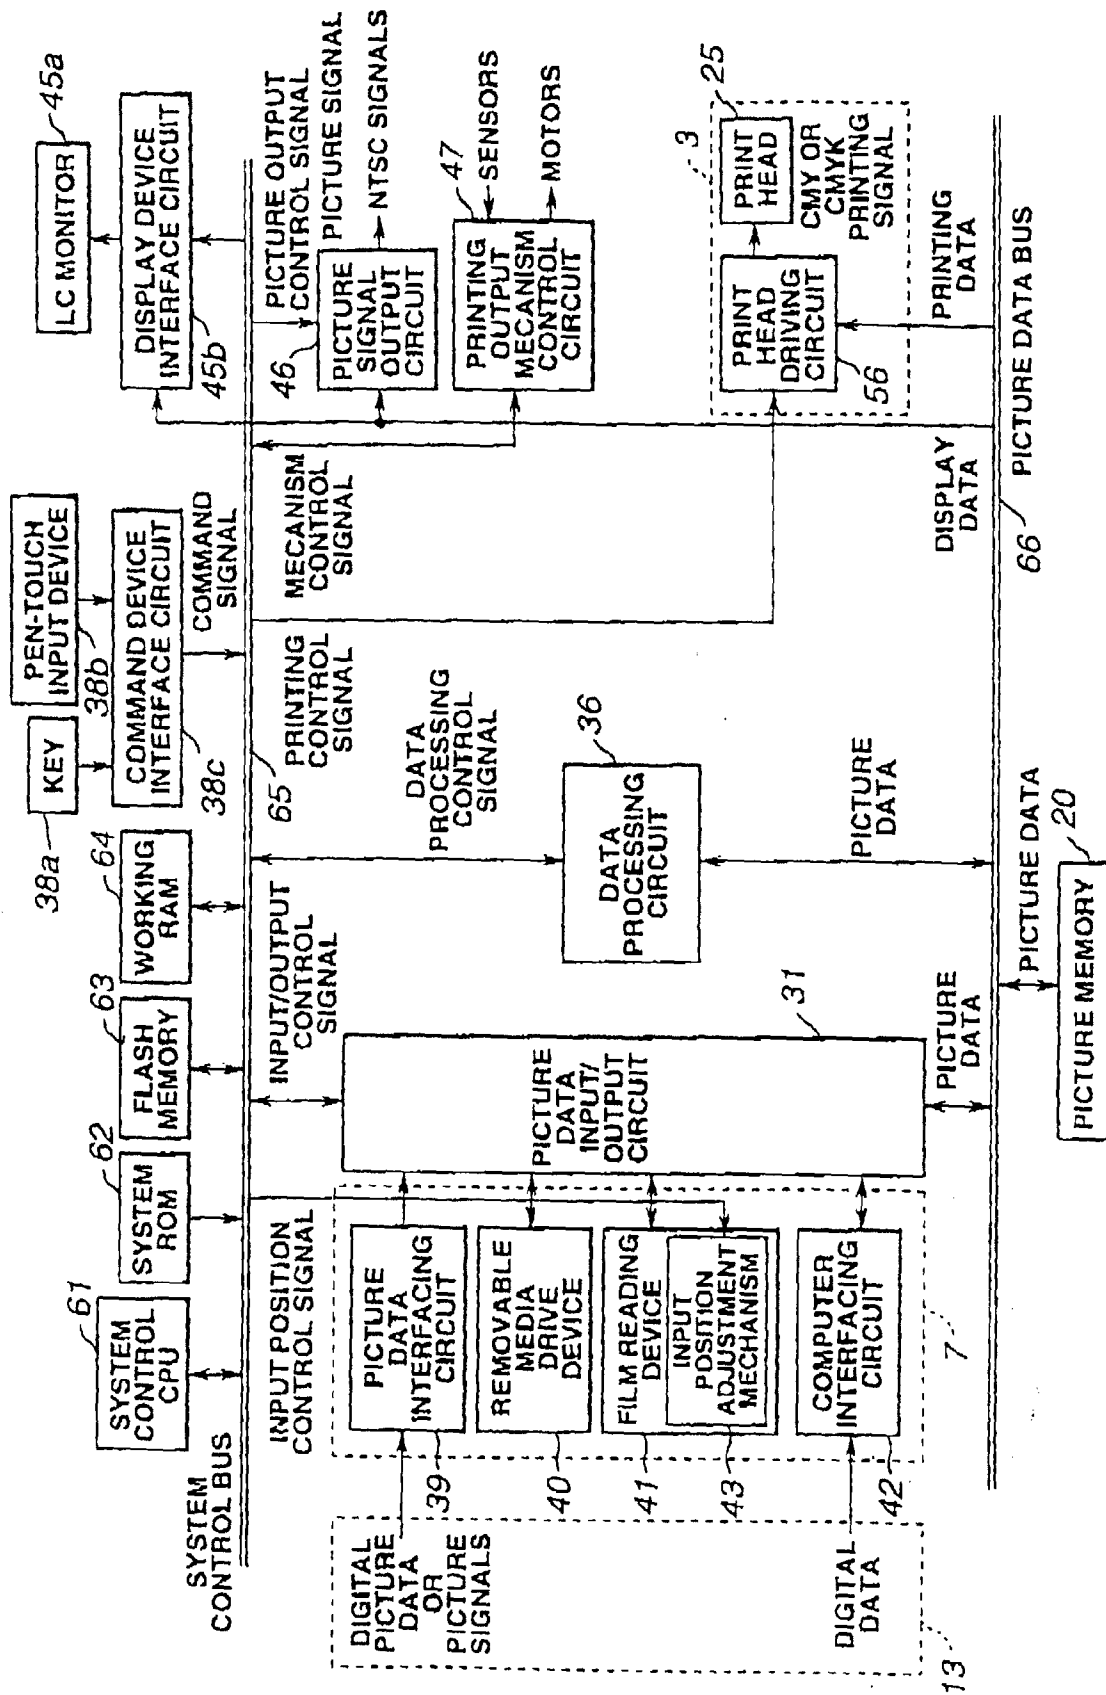 SYSTEM
CONTROL BUS
61
SYSTEM
CONTROL
CPU
62
SYSTEM
ROM
63
FLASH
MEMORY
64
WORKING
RAM
38a
KEY
PEN-TOUCH
INPUT DEVICE
38b
COMMAND DEVICE
INTERFACE CIRCUIT
38c
COMMAND
SIGNAL
LC MONITOR
45a
DISPLAY DEVICE
INTERFACE CIRCUIT
45b
65
INPUT POSITION
CONTROL SIGNAL
INPUT/OUTPUT
CONTROL
SIGNAL
PRINTING
CONTROL
SIGNAL
MECANISM
CONTROL
SIGNAL
PICTURE OUTPUT
CONTROL SIGNAL
PICTURE SIGNAL
NTSC SIGNALS
46
PICTURE
SIGNAL
OUTPUT
CIRCUIT
47
SENSORS
PRINTING
OUTPUT
MECANISM
CONTROL
CIRCUIT
MOTORS
DATA
PROCESSING
CONTROL
SIGNAL
36
DATA
PROCESSING
CIRCUIT
PICTURE
DATA
DIGITAL
PICTURE
DATA
OR
PICTURE
SIGNALS
DIGITAL
DATA
13
PICTURE
DATA
INTERFACING
CIRCUIT
39
REMOVABLE
MEDIA
DRIVE
DEVICE
40
FILM READING
DEVICE
41
INPUT
POSITION
ADJUSTMENT
MECHANISM
43
COMPUTER
INTERFACING
CIRCUIT
42
7
PICTURE
DATA
INPUT/
OUTPUT
CIRCUIT
31
PICTURE
DATA
3
25
PRINT
HEAD
CMY OR
CMYK
PRINTING
SIGNAL
PRINT
HEAD
DRIVING
CIRCUIT
56
PRINTING
DATA
DISPLAY
DATA
66
PICTURE DATA BUS
PICTURE DATA
20
PICTURE MEMORY